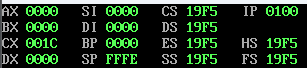 AX 0000 SI 0000 CS 19F5 IP 0100
BX 0000 DI 0000 DS 19F5
CX 001C BP 0000 ES 19F5 HS 19F5
DX 0000 SP FFFE SS 19F5 FS 19F5